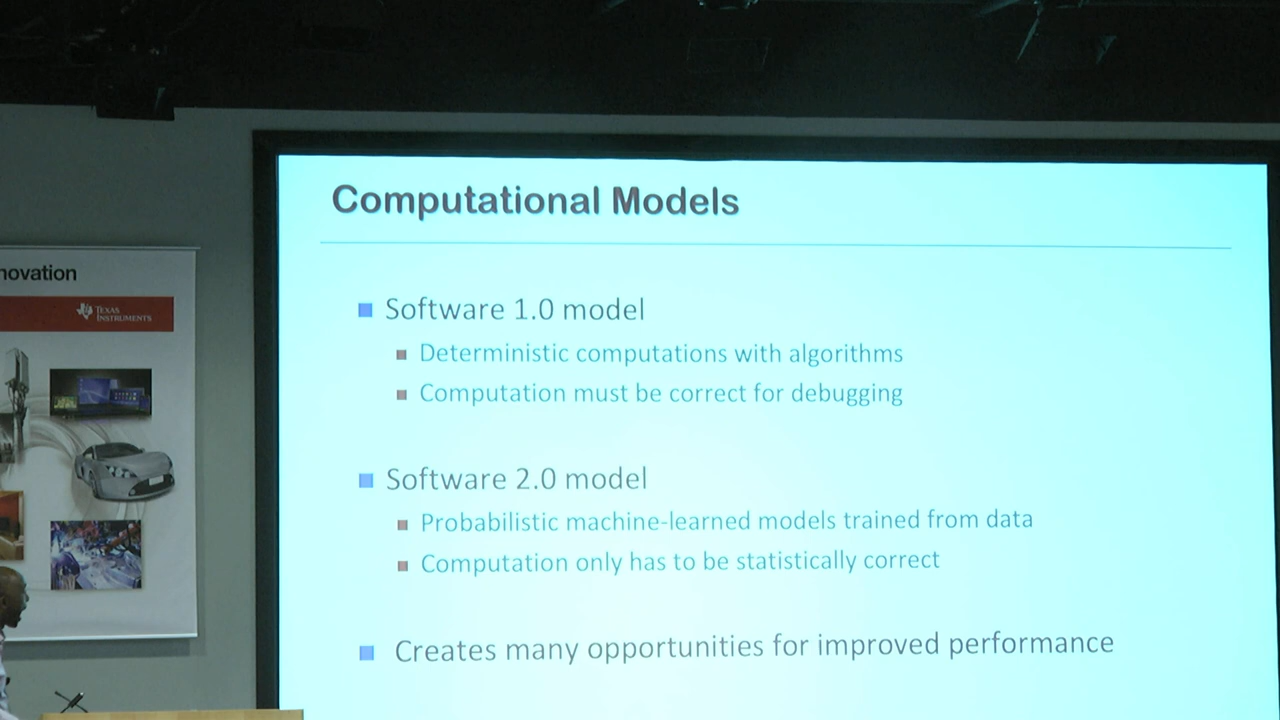 Computational Models
novation
Texas
Instruments
Software 1.0 model
Deterministic computations with algorithms
Computation must be correct for debugging
Software 2.0 model
Probabilistic machine-learned models trained from data
Computation only has to be statistically correct
Creates many opportunities for improved performance